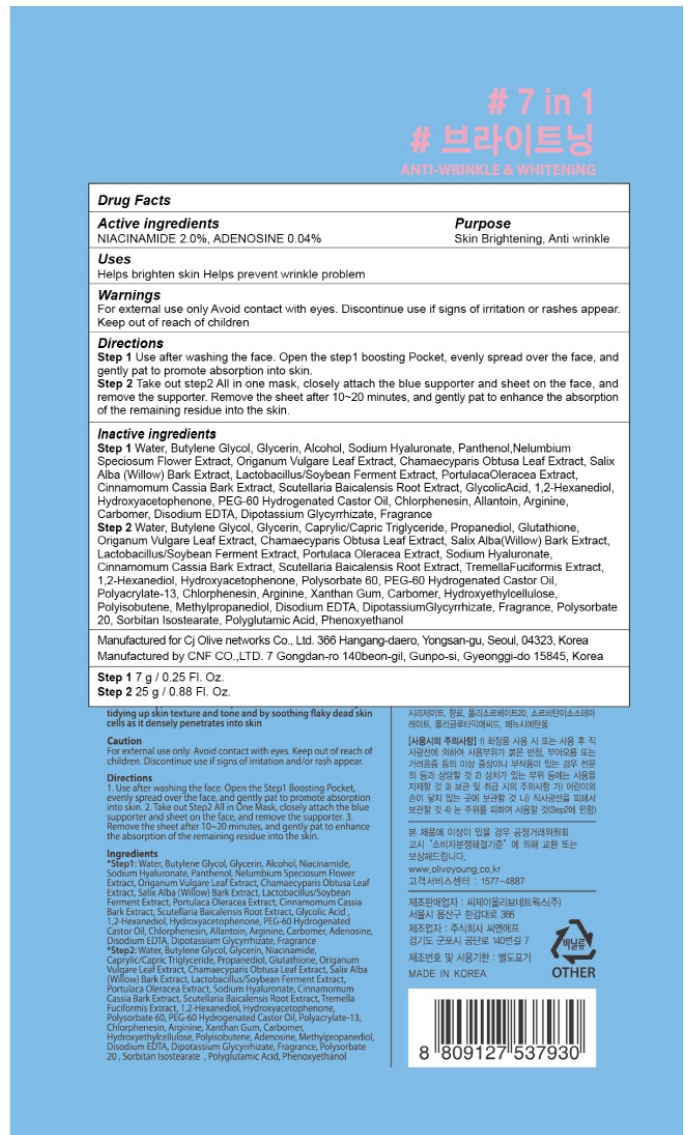 # 7 in 1
# 브라이트닝
ANTI-WRINKLE & WHITENING
Drug Facts
Active ingredients Purpose
NIACINAMIDE 2.0%, ADENOSINE 0.04% Skin Brightening, Anti wrinkle
Uses
Helps brighten skin Helps prevent wrinkle problem
Warnings
For external use only Avoid contact with eyes. Discontinue use if signs of irritation or rashes appear.
Keep out of reach of children
Directions
Step 1 Use after washing the face. Open the step1 boosting Pocket, evenly spread over the face, and
gently pat to promote absorption into skin.
Step 2 Take out step2 All in one mask, closely attach the blue supporter and sheet on the face, and
remove the supporter. Remove the sheet after 10~20 minutes, and gently pat to enhance the absorption
of the remaining residue into the skin.
Inactive ingredients
Step 1 Water, Butylene Glycol, Glycerin, Alcohol, Sodium Hyaluronate, Panthenol,Nelumbium
Speciosum Flower Extract, Origanum Vulgare Leaf Extract, Chamaecyparis Obtusa Leaf Extract, Salix
Alba (Willow) Bark Extract, Lactobacillus/Soybean Ferment Extract, PortulacaOleracea Extract,
Cinnamomum Cassia Bark Extract, Scutellaria Baicalensis Root Extract, GlycolicAcid, 1,2-Hexanediol,
Hydroxyacetophenone, PEG-60 Hydrogenated Castor Oil, Chlorphenesin, Allantoin, Arginine,
Carbomer, Disodium EDTA, Dipotassium Glycyrrhizate, Fragrance
Step 2 Water, Butylene Glycol, Glycerin, Caprylic/Capric Triglyceride, Propanediol, Glutathione,
Origanum Vulgare Leaf Extract, Chamaecyparis Obtusa Leaf Extract, Salix Alba(Willow) Bark Extract,
Lactobacillus/Soybean Ferment Extract, Portulaca Oleracea Extract, Sodium Hyaluronate,
Cinnamomum Cassia Bark Extract, Scutellaria Baicalensis Root Extract, TremellaFuciformis Extract,
1,2-Hexanediol, Hydroxyacetophenone, Polysorbate 60, PEG-60 Hydrogenated Castor Oil,
Polyacrylate-13, Chlorphenesin, Arginine, Xanthan Gum, Carbomer, Hydroxyethylcellulose,
Polyisobutene, Methylpropanediol, Disodium EDTA, DipotassiumGlycyrrhizate, Fragrance, Polysorbate
20, Sorbitan Isostearate, Polyglutamic Acid, Phenoxyethanol
Manufactured for Cj Olive networks Co., Ltd. 366 Hangang-daero, Yongsan-gu, Seoul, 04323, Korea
Manufactured by CNF CO.,LTD. 7 Gongdan-ro 140beon-gil, Gunpo-si, Gyeonggi-do 15845, Korea
Step 1 7 g / 0.25 Fl. Oz.
Step 2 25 g / 0.88 Fl. Oz.
tidying up skin texture and tone and by soothing flaky dead skin
cells as it densely penetrates into skin
Caution
For external use only. Avoid contact with eyes. Keep out of reach of
children. Discontinue use if signs of irritation and/or rash appear.
Directions
1. Use after washing the face. Open the Step1 Boosting Pocket,
evenly spread over the face, and gently pat to promote absorption
into skin. 2. Take out Step2 All in One Mask, closely attach the blue
supporter and sheet on the face, and remove the supporter. 3.
Remove the sheet after 10~20 minutes, and gently pat to enhance
the absorption of the remaining residue into the skin.
Ingredients
*Step1: Water, Butylene Glycol, Glycerin, Alcohol, Niacinamide,
Sodium Hyaluronate, Panthenol, Nelumbium Speciosum Flower
Extract, Origanum Vulgare Leaf Extract, Chamaecyparis Obtusa Leaf
Extract, Salix Alba (Willow) Bark Extract, Lactobacillus/Soybean
Ferment Extract, Portulaca Oleracea Extract, Cinnamomum Cassia
Bark Extract, Scutellaria Baicalensis Root Extract, Glycolic Acid ,
1,2-Hexanediol, Hydroxyacetophenone, PEG-60 Hydrogenated
Castor Oil, Chlorphenesin, Allantoin, Arginine, Carbomer, Adenosine,
Disodium EDTA, Dipotassium Glycyrrhizate, Fragrance
*Step2: Water, Butylene Glycol, Glycerin, Niacinamide,
Caprylic/Capric Triglyceride, Propanediol, Glutathione, Origanum
Vulgare Leaf Extract, Chamaecyparis Obtusa Leaf Extract, Salix Alba
(Willow) Bark Extract, Lactobacillus/Soybean Ferment Extract,
Portulaca Oleracea Extract, Sodium Hyaluronate, Cinnamomum
Cassia Bark Extract, Scutellaria Baicalensis Root Extract, Tremella
Fuciformis Extract, 1,2-Hexanediol, Hydroxyacetophenone,
Polysorbate 60, PEG-60 Hydrogenated Castor Oil, Polyacrylate-13,
Chlorphenesin, Arginine, Xanthan Gum, Carbomer,
Hydroxyethylcellulose, Polyisobutene, Adenosine, Methylpropanediol,
Disodium EDTA, Dipotassium Glycyrrhizate, Fragrance, Polysorbate
20 , Sorbitan Isostearate , Polyglutamic Acid, Phenoxyethanol
시리제이트, 향료, 폴리소르베이트20, 소르비탄이소스테아
레이트, 폴리글루타믹애씨드, 페녹시에탄올
[사용시의 주의사항] 1) 화장품 사용 시 또는 사용 후 직
사광선에 의하여 사용부위가 붉은 반점, 부어오름 또는
가려움증 등의 이상 증상이나 부작용이 있는 경우 전문
의 등과 상담할 것 2) 상처가 있는 부위 등에는 사용을
자제할 것 3) 보관 및 취급 시의 주의사항 가) 어린이의
손이 닿지 않는 곳에 보관할 것 나) 직사광선을 피해서
보관할 것 4) 눈 주위를 피하여 사용할 것(Step2에 한함)
본 제품에 이상이 있을 경우 공정거래위원회
고시 "소비자분쟁해결기준" 에 의해 교환 또는
보상해드립니다.
www.oliveyoung.co.kr
고객서비스센터 : 1577-4887
제조판매업자 : 씨제이올리브네트웍스(주)
서울시 용산구 한강대로 366
제조업자 : 주식회사 씨엔에프
경기도 군포시 공단로 140번길 7
제조번호 및 사용기한 : 별도표기
MADE IN KOREA
비닐류
OTHER
8 809127 537930